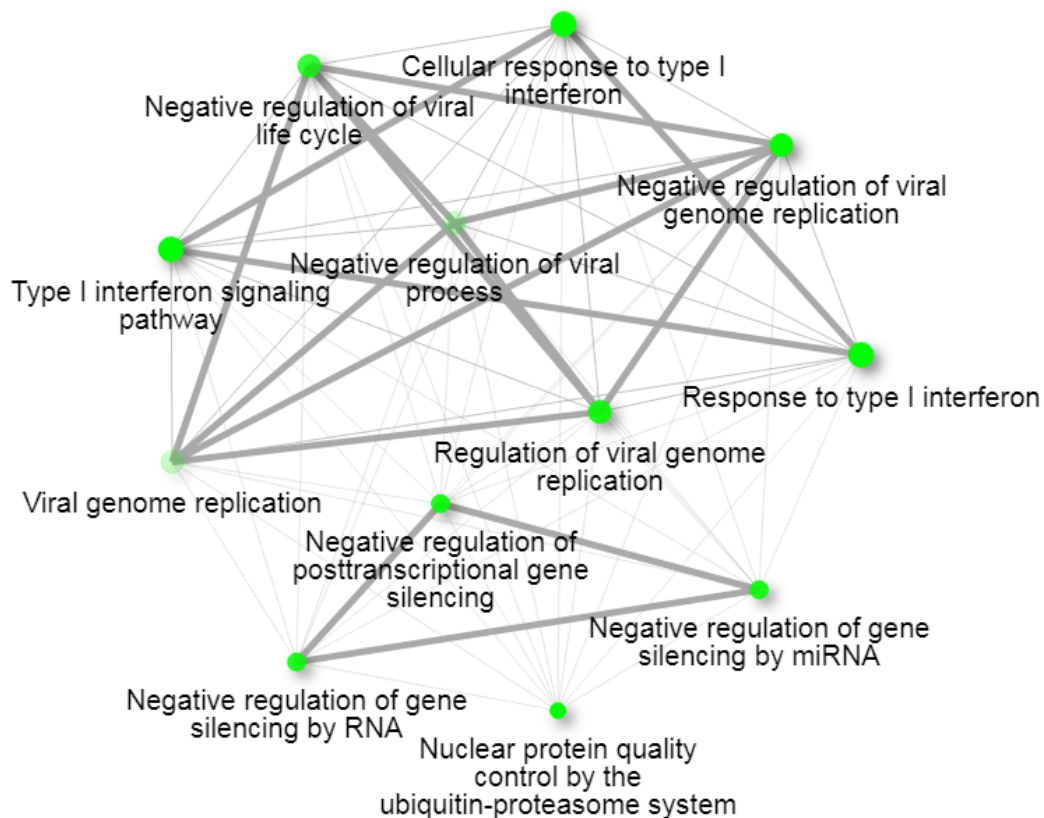 Cellular response to type I
interferon
Negative regulation of viral
life cycle
Negative regulation of viral
genome replication
Negative regulation of viral
process
Type I interferon signaling
pathway
Response to type I interferon
Regulation of viral genome
replication
Viral genome replication
Negative regulation of
posttranscriptional gene
silencing
Negative regulation of gene
silencing by miRNA
Negative regulation of gene
silencing by RNA
Nuclear protein quality
control by the
ubiquitin-proteasome system